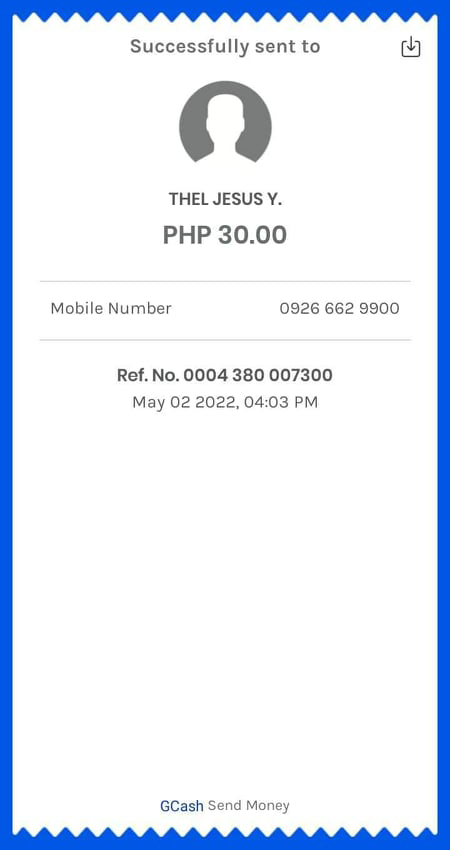 Successfully sent to
THEL JESUS Y.
PHP 30.00
Mobile Number 0926 662 9900
Ref. No. 0004 380 007300
May 02 2022, 04:03 PM
GCash Send Money